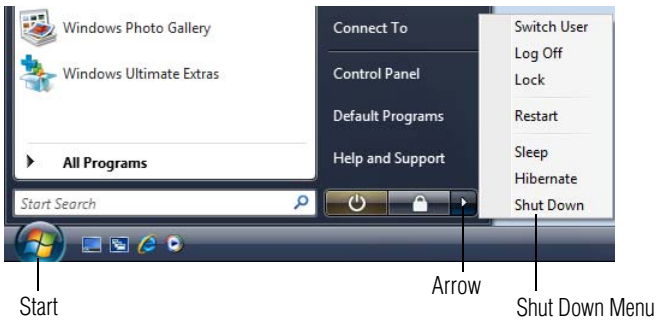 Windows Photo Gallery
Windows Ultimate Extras
All Programs
Start Search
Connect To
Control Panel
Default Programs
Help and Support
Switch User
Log Off
Lock
Restart
Sleep
Hibernate
Shut Down
Start
Arrow
Shut Down Menu